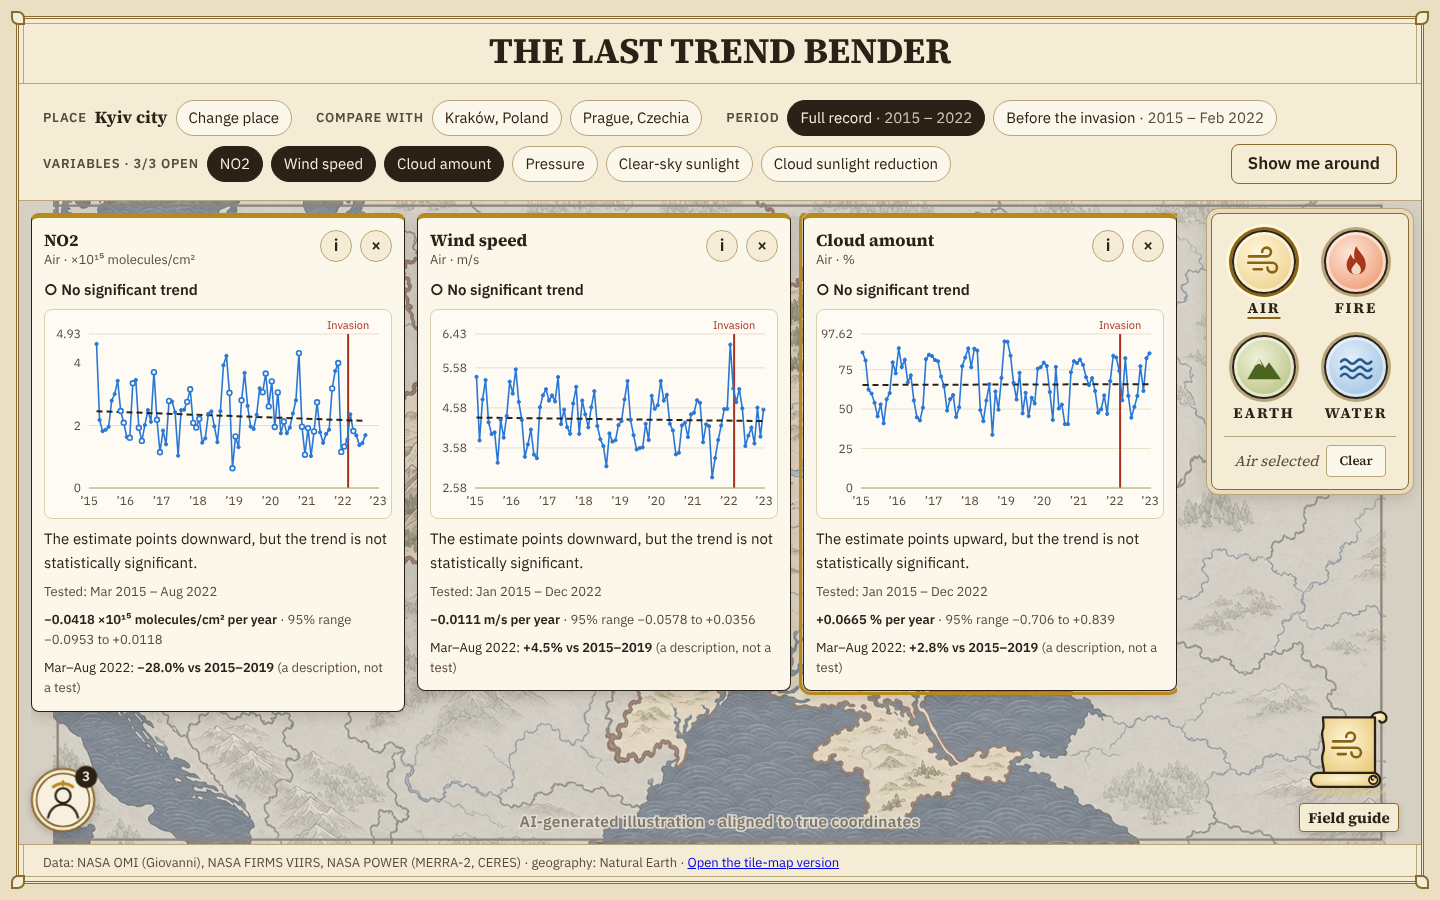 THE LAST TREND BENDER
PLACE Kyiv city Change place COMPARE WITH Kraków, Poland Prague, Czechia PERIOD Full record · 2015 – 2022 Before the invasion · 2015 – Feb 2022
VARIABLES · 3/3 OPEN NO2 Wind speed Cloud amount Pressure Clear-sky sunlight Cloud sunlight reduction Show me around
NO2 i ×
Air · ×10¹⁵ molecules/cm²
No significant trend
Invasion
4.93
4
2
0
’15 ’16 ’17 ’18 ’19 ’20 ’21 ’22 ’23
The estimate points downward, but the trend is not
statistically significant.
Tested: Mar 2015 – Aug 2022
−0.0418 ×10¹⁵ molecules/cm² per year · 95% range
−0.0953 to +0.0118
Mar–Aug 2022: −28.0% vs 2015–2019 (a description, not
a test)
Wind speed i ×
Air · m/s
No significant trend
Invasion
6.43
5.58
4.58
3.58
2.58
’15 ’16 ’17 ’18 ’19 ’20 ’21 ’22 ’23
The estimate points downward, but the trend is not
statistically significant.
Tested: Jan 2015 – Dec 2022
−0.0111 m/s per year · 95% range −0.0578 to +0.0356
Mar–Aug 2022: +4.5% vs 2015–2019 (a description, not a
test)
Cloud amount i ×
Air · %
No significant trend
Invasion
97.62
75
50
25
0
’15 ’16 ’17 ’18 ’19 ’20 ’21 ’22 ’23
The estimate points upward, but the trend is not
statistically significant.
Tested: Jan 2015 – Dec 2022
+0.0665 % per year · 95% range −0.706 to +0.839
Mar–Aug 2022: +2.8% vs 2015–2019 (a description, not a
test)
AIR FIRE
EARTH WATER
Air selected Clear
3
AI-generated illustration · aligned to true coordinates
Field guide
Data: NASA OMI (Giovanni), NASA FIRMS VIIRS, NASA POWER (MERRA-2, CERES) · geography: Natural Earth · Open the tile-map version